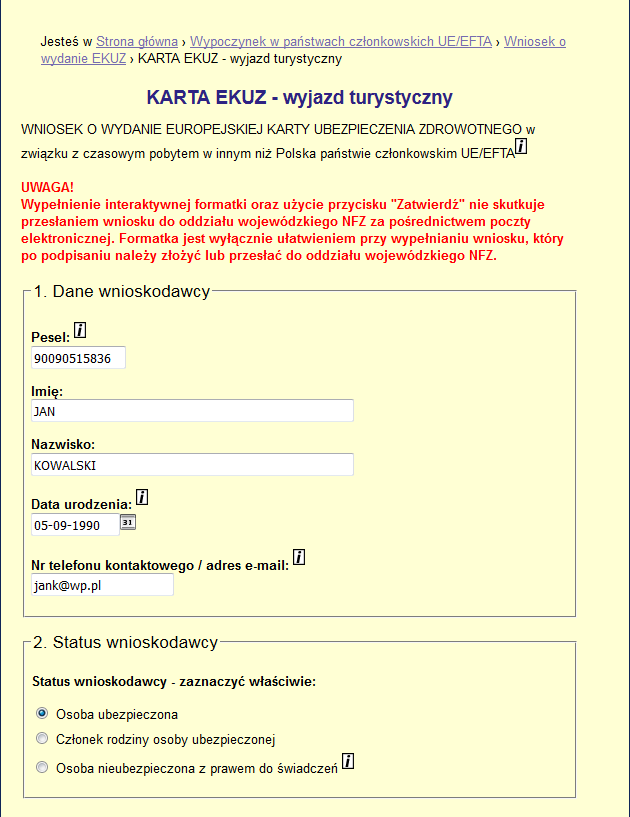 Jesteś w Strona główna › Wypoczynek w państwach członkowskich UE/EFTA › Wniosek o
wydanie EKUZ › KARTA EKUZ - wyjazd turystyczny
KARTA EKUZ - wyjazd turystyczny
WNIOSEK O WYDANIE EUROPEJSKIEJ KARTY UBEZPIECZENIA ZDROWOTNEGO w
związku z czasowym pobytem w innym niż Polska państwie członkowskim UE/EFTA i
UWAGA!
Wypełnienie interaktywnej formatki oraz użycie przycisku "Zatwierdź" nie skutkuje
przesłaniem wniosku do oddziału wojewódzkiego NFZ za pośrednictwem poczty
elektronicznej. Formatka jest wyłącznie ułatwieniem przy wypełnianiu wniosku, który
po podpisaniu należy złożyć lub przesłać do oddziału wojewódzkiego NFZ.
1. Dane wnioskodawcy
Pesel: i
90090515836
Imię:
JAN
Nazwisko:
KOWALSKI
Data urodzenia: i
05-09-1990 31
Nr telefonu kontaktowego / adres e-mail: i
jank@wp.pl
2. Status wnioskodawcy
Status wnioskodawcy - zaznaczyć właściwie:
Osoba ubezpieczona
Członek rodziny osoby ubezpieczonej
Osoba nieubezpieczona z prawem do świadczeń i